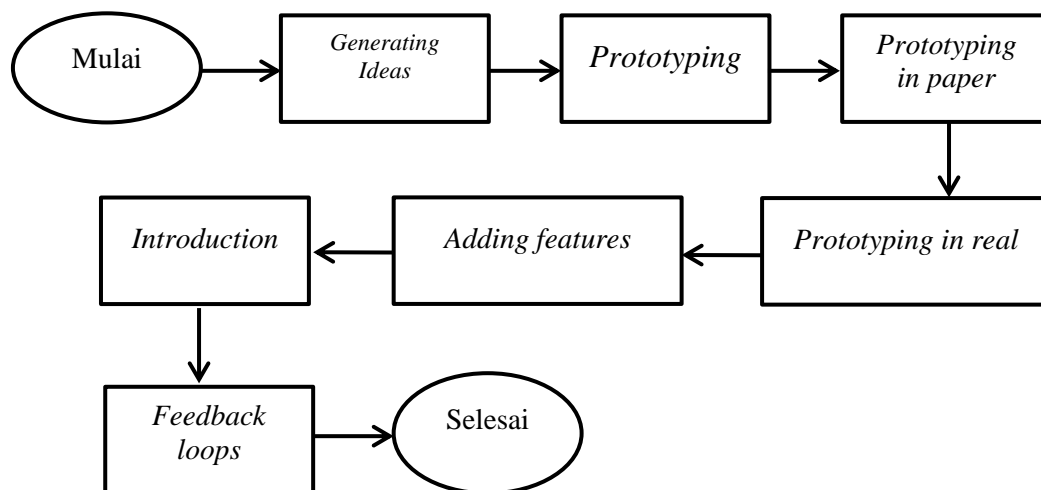 Mulai
Generating
Ideas
Prototyping
Prototyping
in paper
Prototyping in real
Adding features
Introduction
Feedback
loops
Selesai